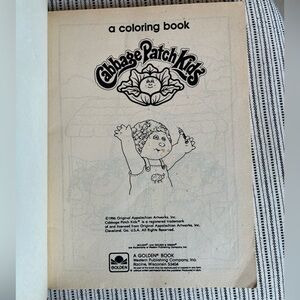 a coloring book
Cabbage Patch Kids
©1986 Original Appalachian Artworks, Inc.
Cabbage Patch Kids is a registered trademark
of and licensed from Original Appalachian Artworks, Inc.
Cleveland, Ga. All Rights Reserved.
A GOLDEN BOOK
Western Publishing Company, Inc.
Racine, Wisconsin 53404
GOLDEN